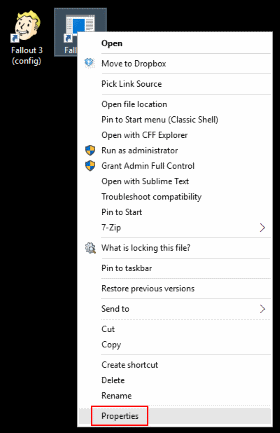 Fallout 3
(config)
Fall
Open
Move to Dropbox
Pick Link Source
Open file location
Pin to Start menu (Classic Shell)
Open with CFF Explorer
Run as administrator
Grant Admin Full Control
Open with Sublime Text
Troubleshoot compatibility
Pin to Start
7-Zip
What is locking this file?
Pin to taskbar
Restore previous versions
Send to
Cut
Copy
Create shortcut
Delete
Rename
Properties